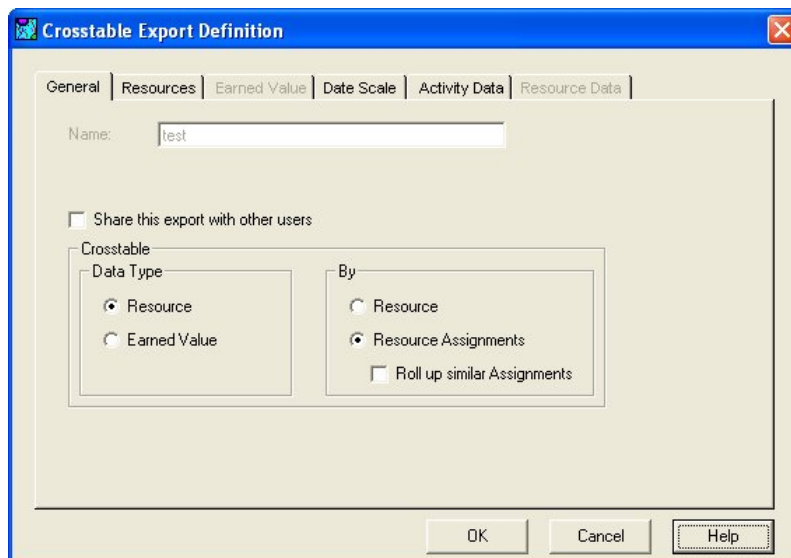 Crosstable Export Definition
General Resources Earned Value Date Scale Activity Data Resource Data
Name: test
Share this export with other users
Crosstable
Data Type By
Resource Resource
Earned Value Resource Assignments
Roll up similar Assignments
OK Cancel Help